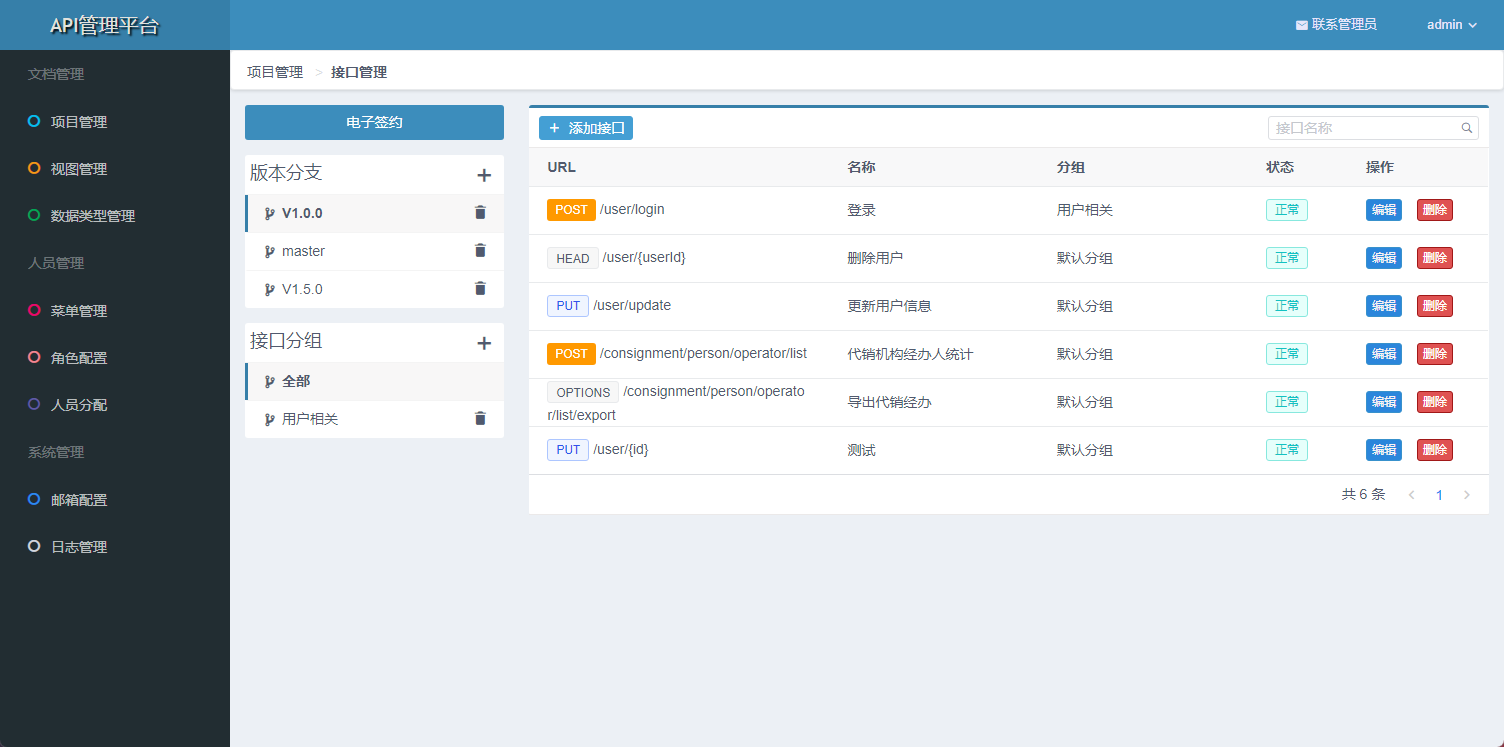 API管理平台
联系管理员
admin
文档管理
项目管理
视图管理
数据类型管理
人员管理
菜单管理
角色配置
人员分配
系统管理
邮箱配置
日志管理
项目管理 > 接口管理
电子签约
版本分支
V1.0.0
master
V1.5.0
接口分组
全部
用户相关
添加接口
接口名称
URL 名称 分组 状态 操作
POST /user/login 登录 用户相关 正常 编辑 删除
HEAD /user/{userId} 删除用户 默认分组 正常 编辑 删除
PUT /user/update 更新用户信息 默认分组 正常 编辑 删除
POST /consignment/person/operator/list 代销机构经办人统计 默认分组 正常 编辑 删除
OPTIONS /consignment/person/operato
r/list/export 导出代销经办 默认分组 正常 编辑 删除
PUT /user/{id} 测试 默认分组 正常 编辑 删除
共 6 条 < 1 >